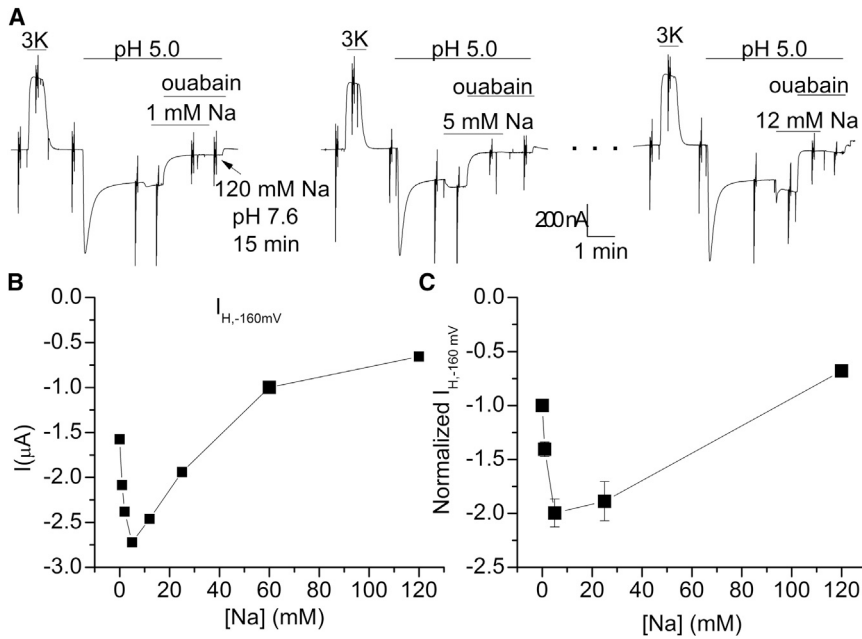 A
3K
pH 5.0
ouabain
1 mM Na
120 mM Na
pH 7.6
15 min
3K
pH 5.0
ouabain
5 mM Na
. . .
200 nA
1 min
3K
pH 5.0
ouabain
12 mM Na
B
I H,-160mV
0.0
-0.5
-1.0
-1.5
-2.0
-2.5
-3.0
I(μA)
0 20 40 60 80 100 120
[Na] (mM)
C
0.0
-0.5
-1.0
-1.5
-2.0
-2.5
Normalized I H,-160 mV
0 20 40 60 80 100 120
[Na] (mM)